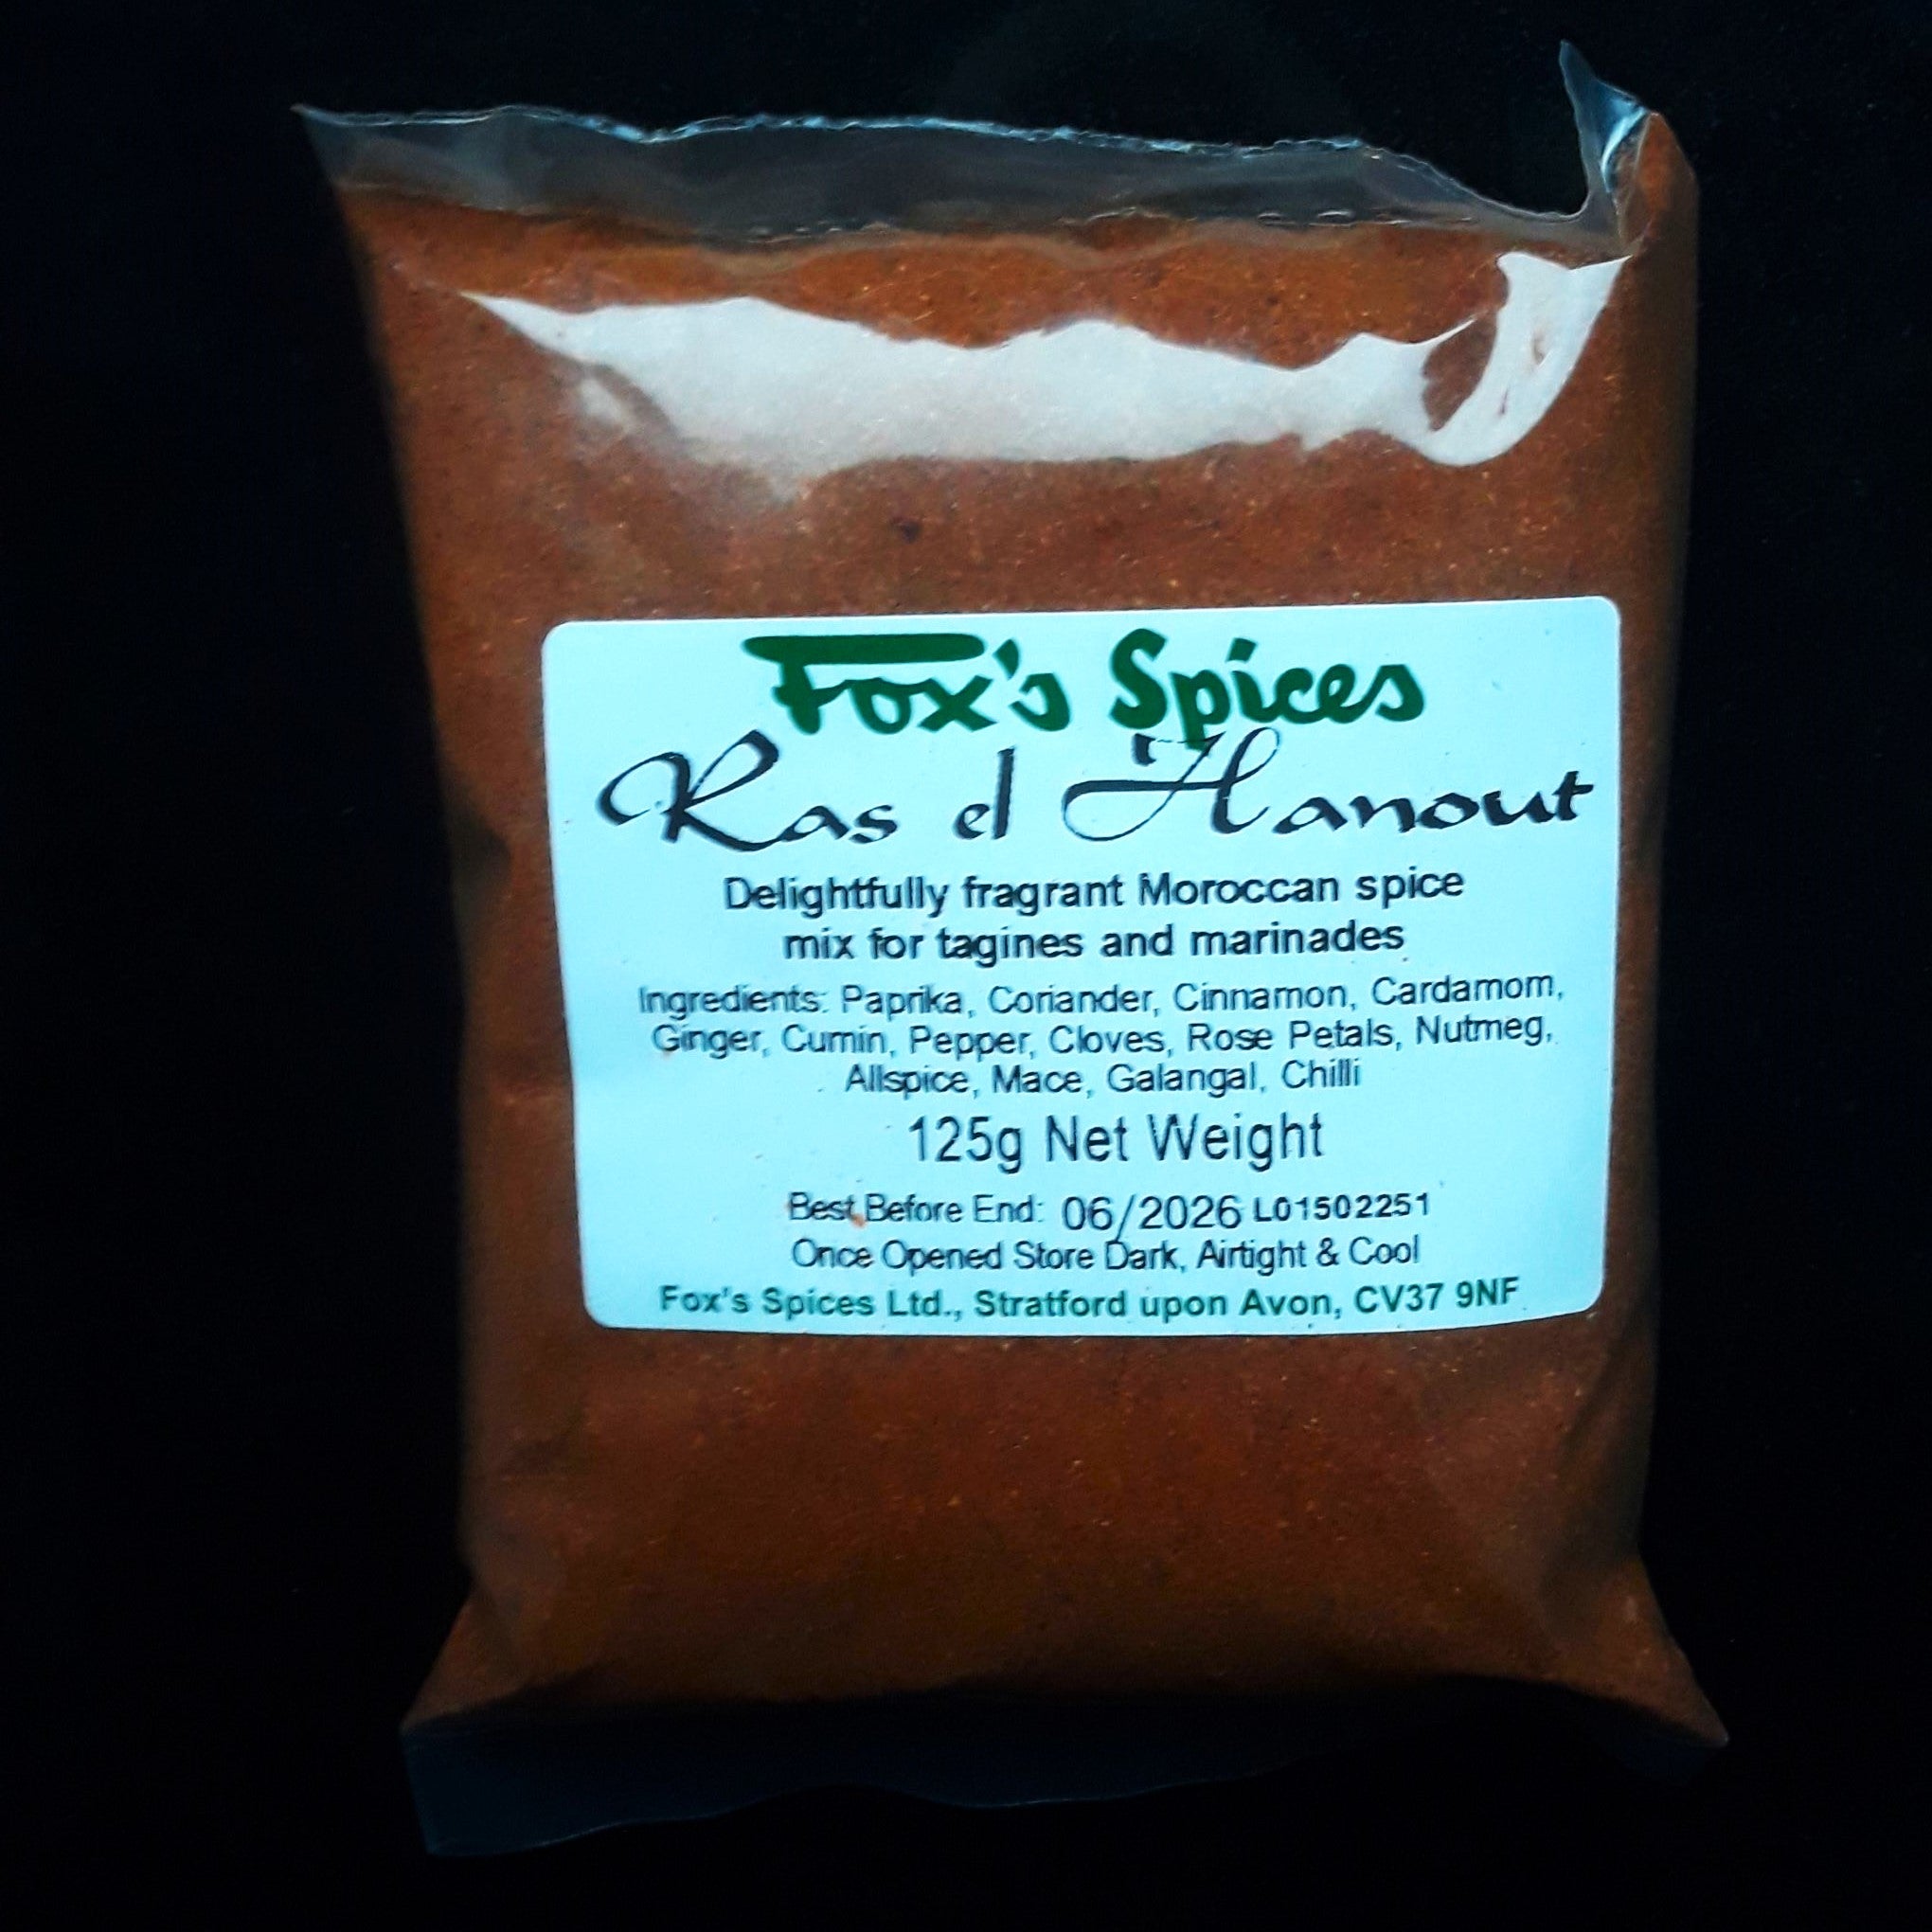 Fox's Spices
Ras el Hanout
Delightfully fragrant Moroccan spice
mix for tagines and marinades
Ingredients: Paprika, Coriander, Cinnamon, Cardamom,
Ginger, Cumin, Pepper, Cloves, Rose Petals, Nutmeg,
Allspice, Mace, Galangal, Chilli
125g Net Weight
Best Before End: 06/2026 L01502251
Once Opened Store Dark, Airtight & Cool
Fox's Spices Ltd., Stratford upon Avon, CV37 9NF